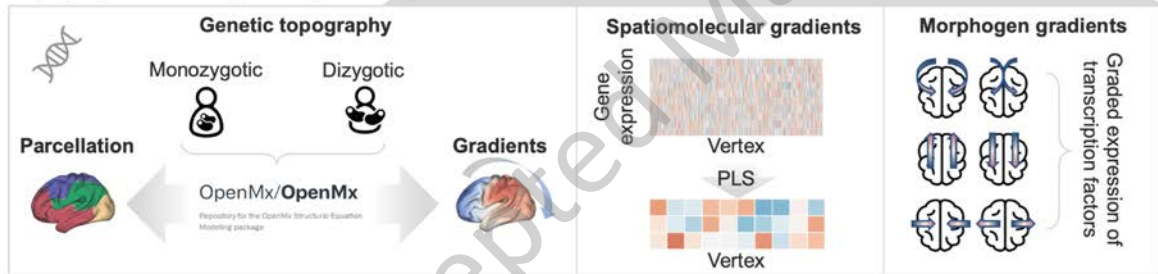 Genetic topography
Monozygotic
Dizygotic
Parcellation
Gradients
OpenMx/OpenMx
Repository for the OpenMx Structural Equation
Modeling package
Spatiomolecular gradients
Gene
expression
Vertex
PLS
Vertex
Morphogen gradients
Graded expression of
transcription factors